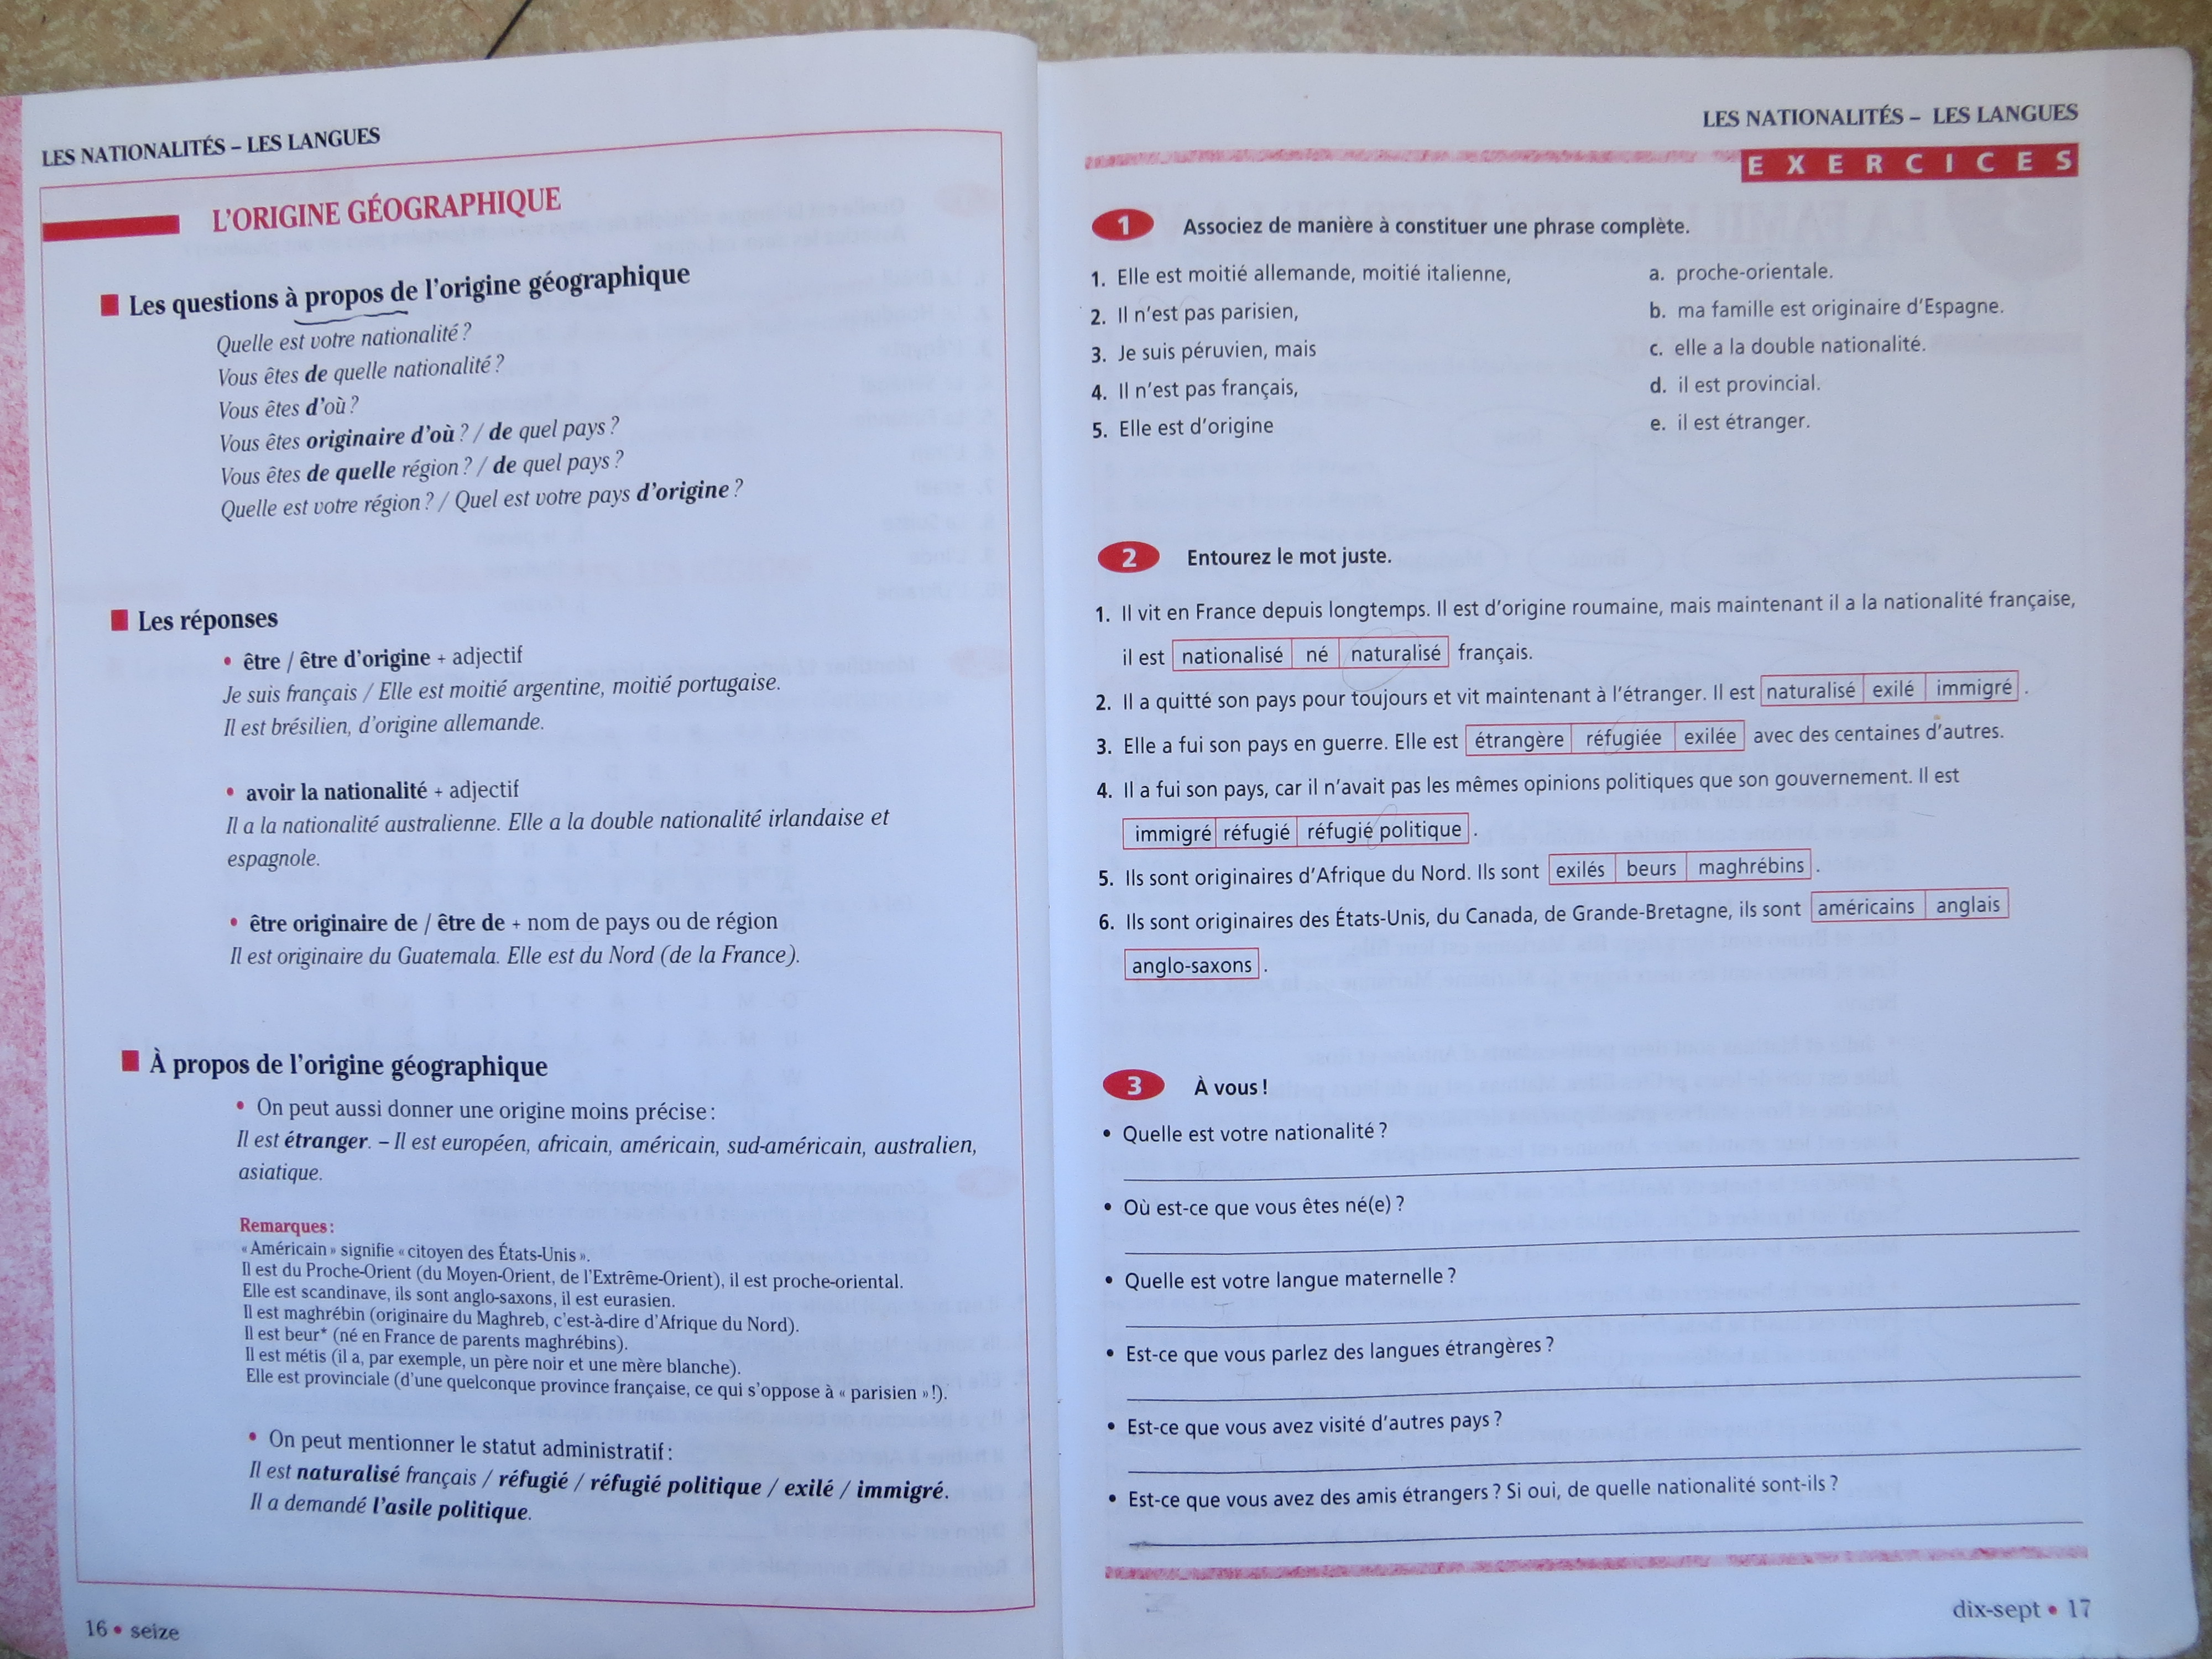 LES NATIONALITÉS – LES LANGUES
L'ORIGINE GÉOGRAPHIQUE
Les questions à propos de l'origine géographique
Quelle est votre nationalité ?
Vous êtes de quelle nationalité ?
Vous êtes d'où ?
Vous êtes originaire d'où ? / de quel pays ?
Vous êtes de quelle région ? / de quel pays ?
Quelle est votre région ? / Quel est votre pays d'origine ?
Les réponses
• être / être d'origine + adjectif
Je suis français / Elle est moitié argentine, moitié portugaise.
Il est brésilien, d'origine allemande.
• avoir la nationalité + adjectif
Il a la nationalité australienne. Elle a la double nationalité irlandaise et
espagnole.
• être originaire de / être de + nom de pays ou de région
Il est originaire du Guatemala. Elle est du Nord (de la France).
À propos de l'origine géographique
• On peut aussi donner une origine moins précise :
Il est étranger. – Il est européen, africain, américain, sud-américain, australien,
asiatique.
Remarques :
« Américain » signifie « citoyen des États-Unis ».
Il est du Proche-Orient (du Moyen-Orient, de l'Extrême-Orient), il est proche-oriental.
Elle est scandinave, ils sont anglo-saxons, il est eurasien.
Il est maghrébin (originaire du Maghreb, c'est-à-dire d'Afrique du Nord).
Il est beur* (né en France de parents maghrébins).
Il est métis (il a, par exemple, un père noir et une mère blanche).
Elle est provinciale (d'une quelconque province française, ce qui s'oppose à « parisien » !).
• On peut mentionner le statut administratif :
Il est naturalisé français / réfugié / réfugié politique / exilé / immigré.
Il a demandé l'asile politique.
16 • seize
LES NATIONALITÉS – LES LANGUES
EXERCICES
1 Associez de manière à constituer une phrase complète.
1. Elle est moitié allemande, moitié italienne, a. proche-orientale.
2. Il n'est pas parisien, b. ma famille est originaire d'Espagne.
3. Je suis péruvien, mais c. elle a la double nationalité.
4. Il n'est pas français, d. il est provincial.
5. Elle est d'origine e. il est étranger.
2 Entourez le mot juste.
1. Il vit en France depuis longtemps. Il est d'origine roumaine, mais maintenant il a la nationalité française,
il est nationalisé né naturalisé français.
2. Il a quitté son pays pour toujours et vit maintenant à l'étranger. Il est naturalisé exilé immigré.
3. Elle a fui son pays en guerre. Elle est étrangère réfugiée exilée avec des centaines d'autres.
4. Il a fui son pays, car il n'avait pas les mêmes opinions politiques que son gouvernement. Il est
immigré réfugié réfugié politique.
5. Ils sont originaires d'Afrique du Nord. Ils sont exilés beurs maghrébins.
6. Ils sont originaires des États-Unis, du Canada, de Grande-Bretagne, ils sont américains anglais
anglo-saxons.
3 À vous !
• Quelle est votre nationalité ?
• Où est-ce que vous êtes né(e) ?
• Quelle est votre langue maternelle ?
• Est-ce que vous parlez des langues étrangères ?
• Est-ce que vous avez visité d'autres pays ?
• Est-ce que vous avez des amis étrangers ? Si oui, de quelle nationalité sont-ils ?
dix-sept • 17